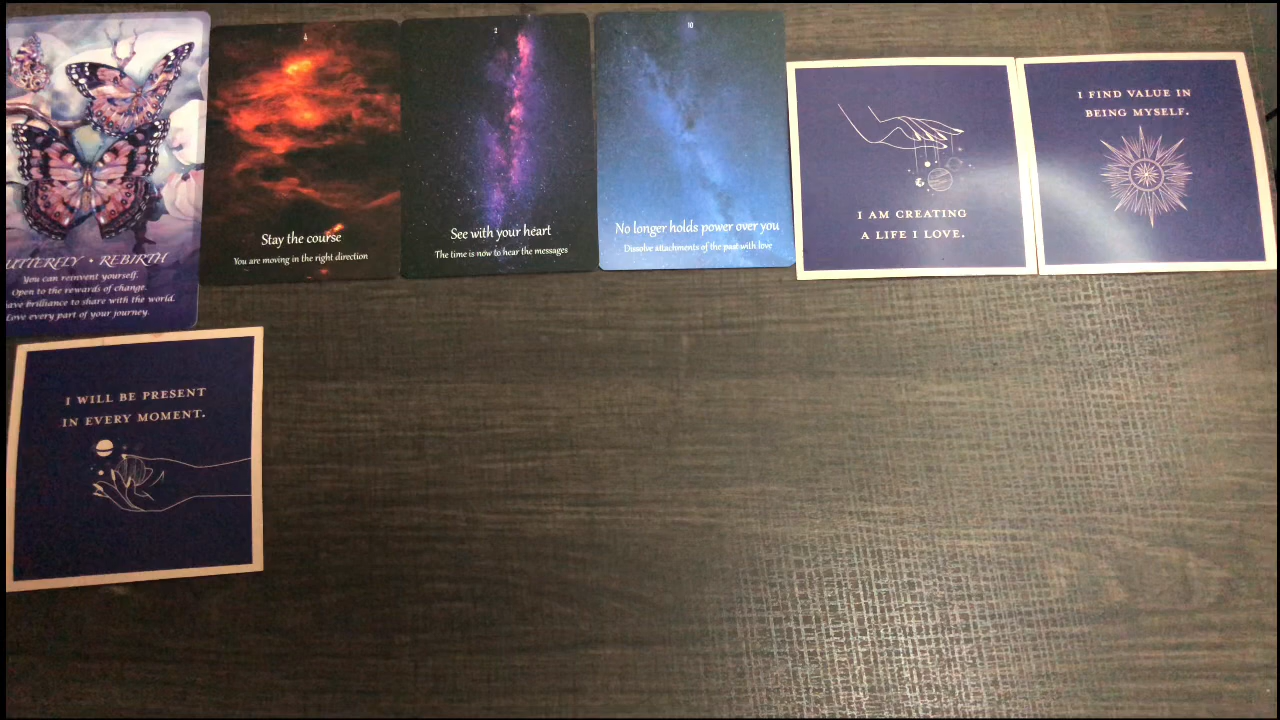 UTTERFLY • REBIRTH
You can reinvent yourself.
Open to the rewards of change.
ave brilliance to share with the world.
Love every part of your journey.
4
Stay the course
You are moving in the right direction
2
See with your heart
The time is now to hear the messages
10
No longer holds power over you
Dissolve attachments of the past with love
I AM CREATING
A LIFE I LOVE.
I FIND VALUE IN
BEING MYSELF.
I WILL BE PRESENT
IN EVERY MOMENT.